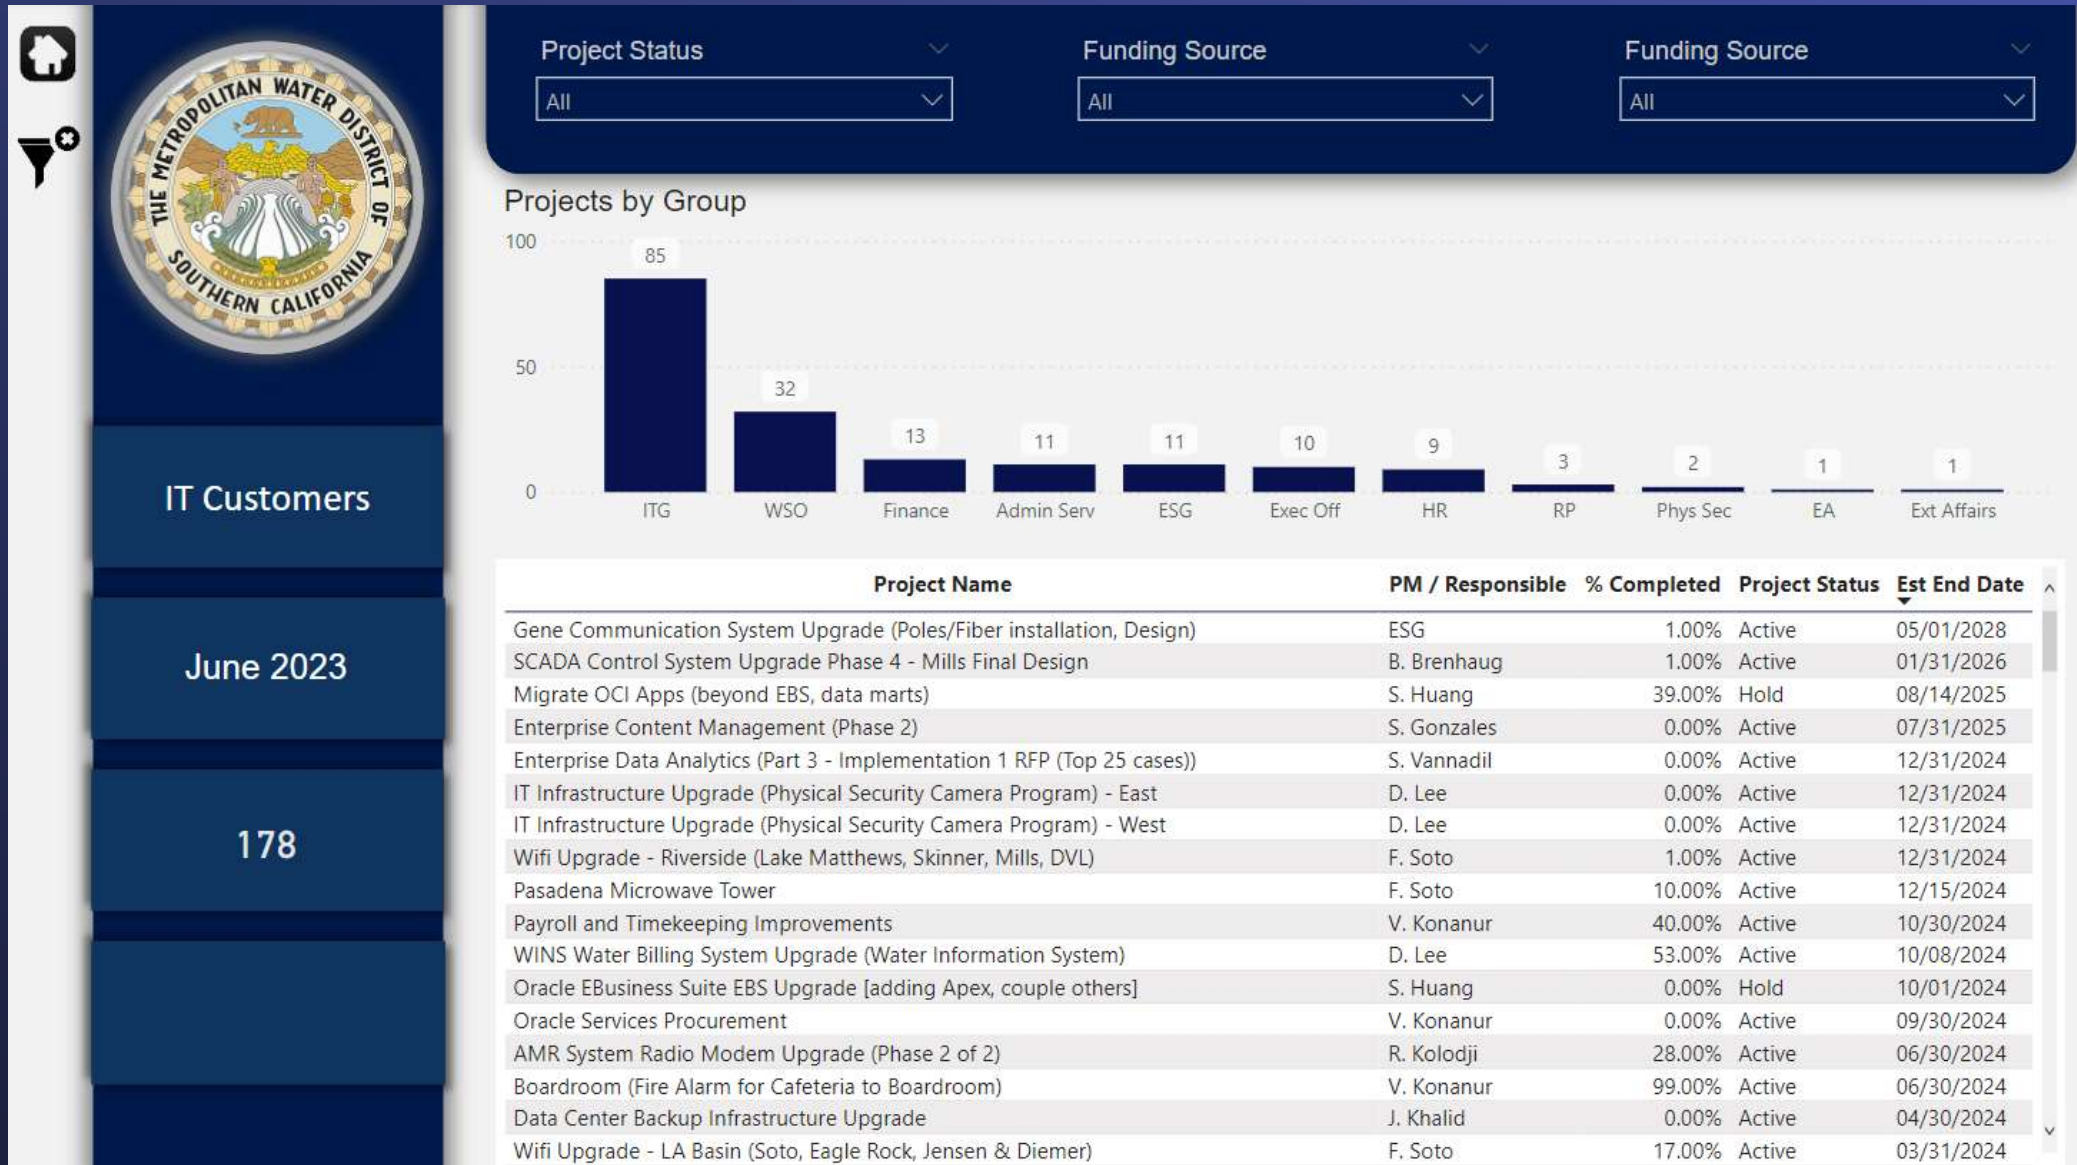 THE METROPOLITAN WATER DISTRICT OF
SOUTHERN CALIFORNIA
IT Customers
June 2023
178
Project Status
All
Funding Source
All
Funding Source
All
Projects by Group
100
50
0
85
32
13
11
11
10
9
3
2
1
1
ITG WSO Finance Admin Serv ESG Exec Off HR RP Phys Sec EA Ext Affairs
Project Name PM / Responsible % Completed Project Status Est End Date
Gene Communication System Upgrade (Poles/Fiber installation, Design) ESG 1.00% Active 05/01/2028
SCADA Control System Upgrade Phase 4 - Mills Final Design B. Brenhaug 1.00% Active 01/31/2026
Migrate OCI Apps (beyond EBS, data marts) S. Huang 39.00% Hold 08/14/2025
Enterprise Content Management (Phase 2) S. Gonzales 0.00% Active 07/31/2025
Enterprise Data Analytics (Part 3 - Implementation 1 RFP (Top 25 cases)) S. Vannadil 0.00% Active 12/31/2024
IT Infrastructure Upgrade (Physical Security Camera Program) - East D. Lee 0.00% Active 12/31/2024
IT Infrastructure Upgrade (Physical Security Camera Program) - West D. Lee 0.00% Active 12/31/2024
Wifi Upgrade - Riverside (Lake Matthews, Skinner, Mills, DVL) F. Soto 1.00% Active 12/31/2024
Pasadena Microwave Tower F. Soto 10.00% Active 12/15/2024
Payroll and Timekeeping Improvements V. Konanur 40.00% Active 10/30/2024
WINS Water Billing System Upgrade (Water Information System) D. Lee 53.00% Active 10/08/2024
Oracle EBusiness Suite EBS Upgrade [adding Apex, couple others] S. Huang 0.00% Hold 10/01/2024
Oracle Services Procurement V. Konanur 0.00% Active 09/30/2024
AMR System Radio Modem Upgrade (Phase 2 of 2) R. Kolodji 28.00% Active 06/30/2024
Boardroom (Fire Alarm for Cafeteria to Boardroom) V. Konanur 99.00% Active 06/30/2024
Data Center Backup Infrastructure Upgrade J. Khalid 0.00% Active 04/30/2024
Wifi Upgrade - LA Basin (Soto, Eagle Rock, Jensen & Diemer) F. Soto 17.00% Active 03/31/2024